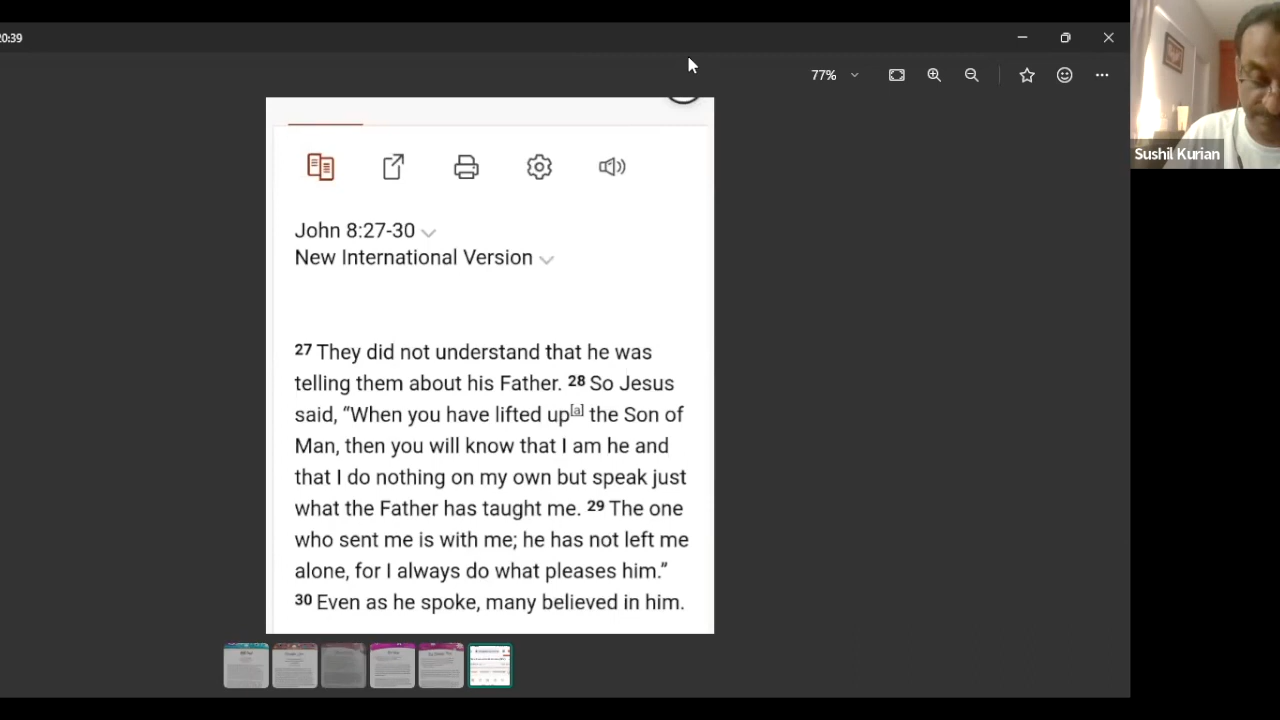 0:39
77%
Sushil Kurian
John 8:27-30
New International Version
27 They did not understand that he was
telling them about his Father. 28 So Jesus
said, “When you have lifted up[a] the Son of
Man, then you will know that I am he and
that I do nothing on my own but speak just
what the Father has taught me. 29 The one
who sent me is with me; he has not left me
alone, for I always do what pleases him.”
30 Even as he spoke, many believed in him.